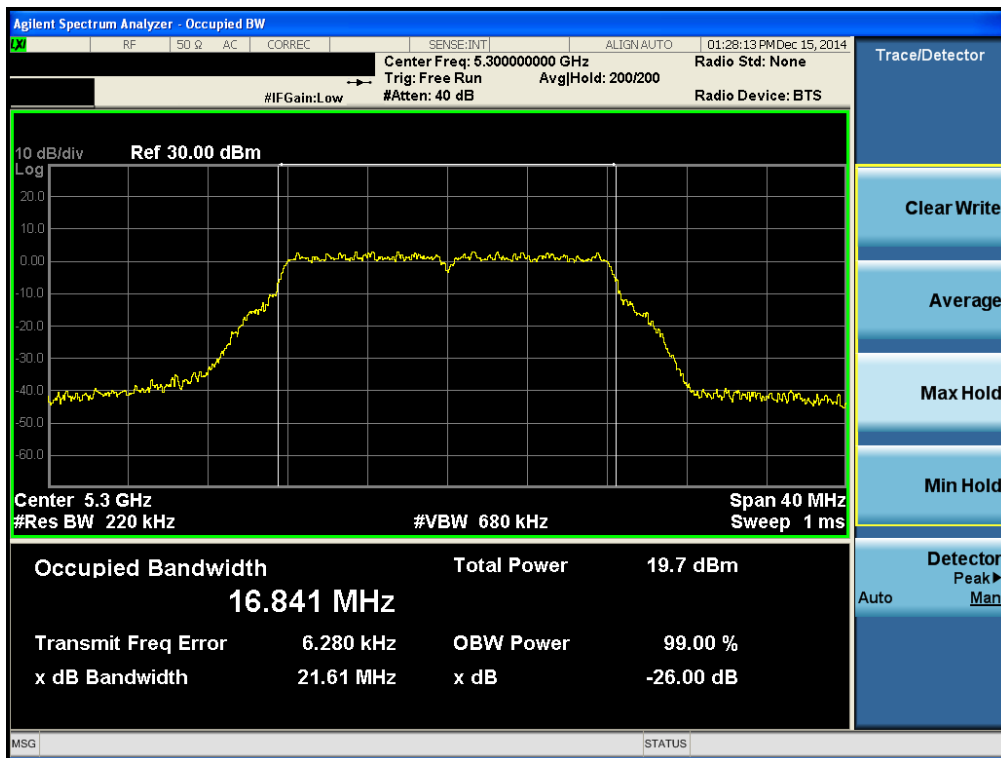 Agilent Spectrum Analyzer - Occupied BW
LXI RF 50 Ω AC CORREC SENSE:INT ALIGN AUTO 01:28:13 PM Dec 15, 2014
Center Freq: 5.300000000 GHz Radio Std: None
Trig: Free Run Avg|Hold: 200/200
#IFGain:Low #Atten: 40 dB Radio Device: BTS
Trace/Detector
10 dB/div Ref 30.00 dBm
Log
20.0
10.0
0.00
-10.0
-20.0
-30.0
-40.0
-50.0
-60.0
Center 5.3 GHz Span 40 MHz
#Res BW 220 kHz #VBW 680 kHz Sweep 1 ms
Occupied Bandwidth Total Power 19.7 dBm
16.841 MHz
Transmit Freq Error 6.280 kHz OBW Power 99.00 %
x dB Bandwidth 21.61 MHz x dB -26.00 dB
Clear Write
Average
Max Hold
Min Hold
Detector
Peak▶
Auto Man
MSG STATUS